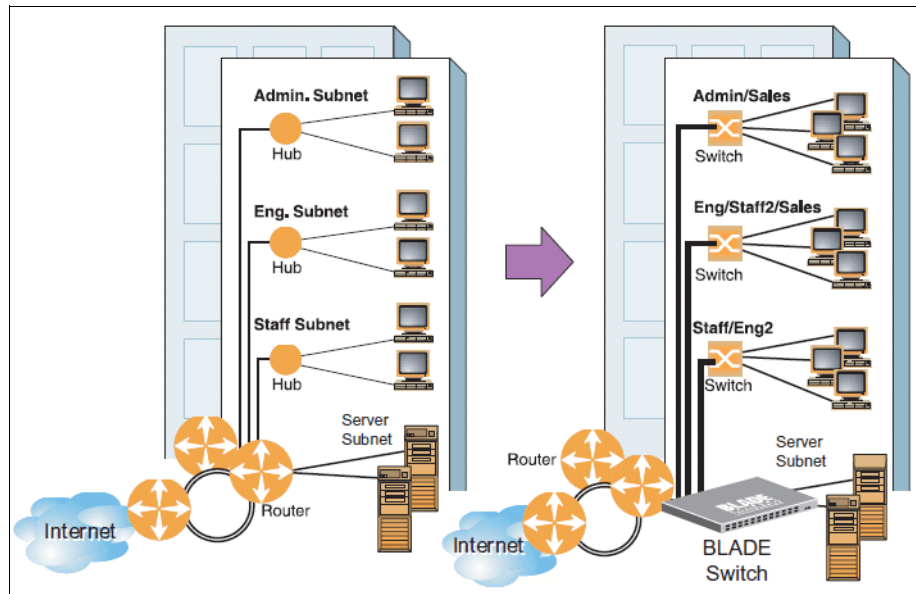 Admin. Subnet
Hub
Eng. Subnet
Hub
Staff Subnet
Hub
Server
Subnet
Router
Internet
Admin/Sales
Switch
Eng/Staff2/Sales
Switch
Staff/Eng2
Switch
Server
Subnet
Router
BLADE
Internet
BLADE
Switch